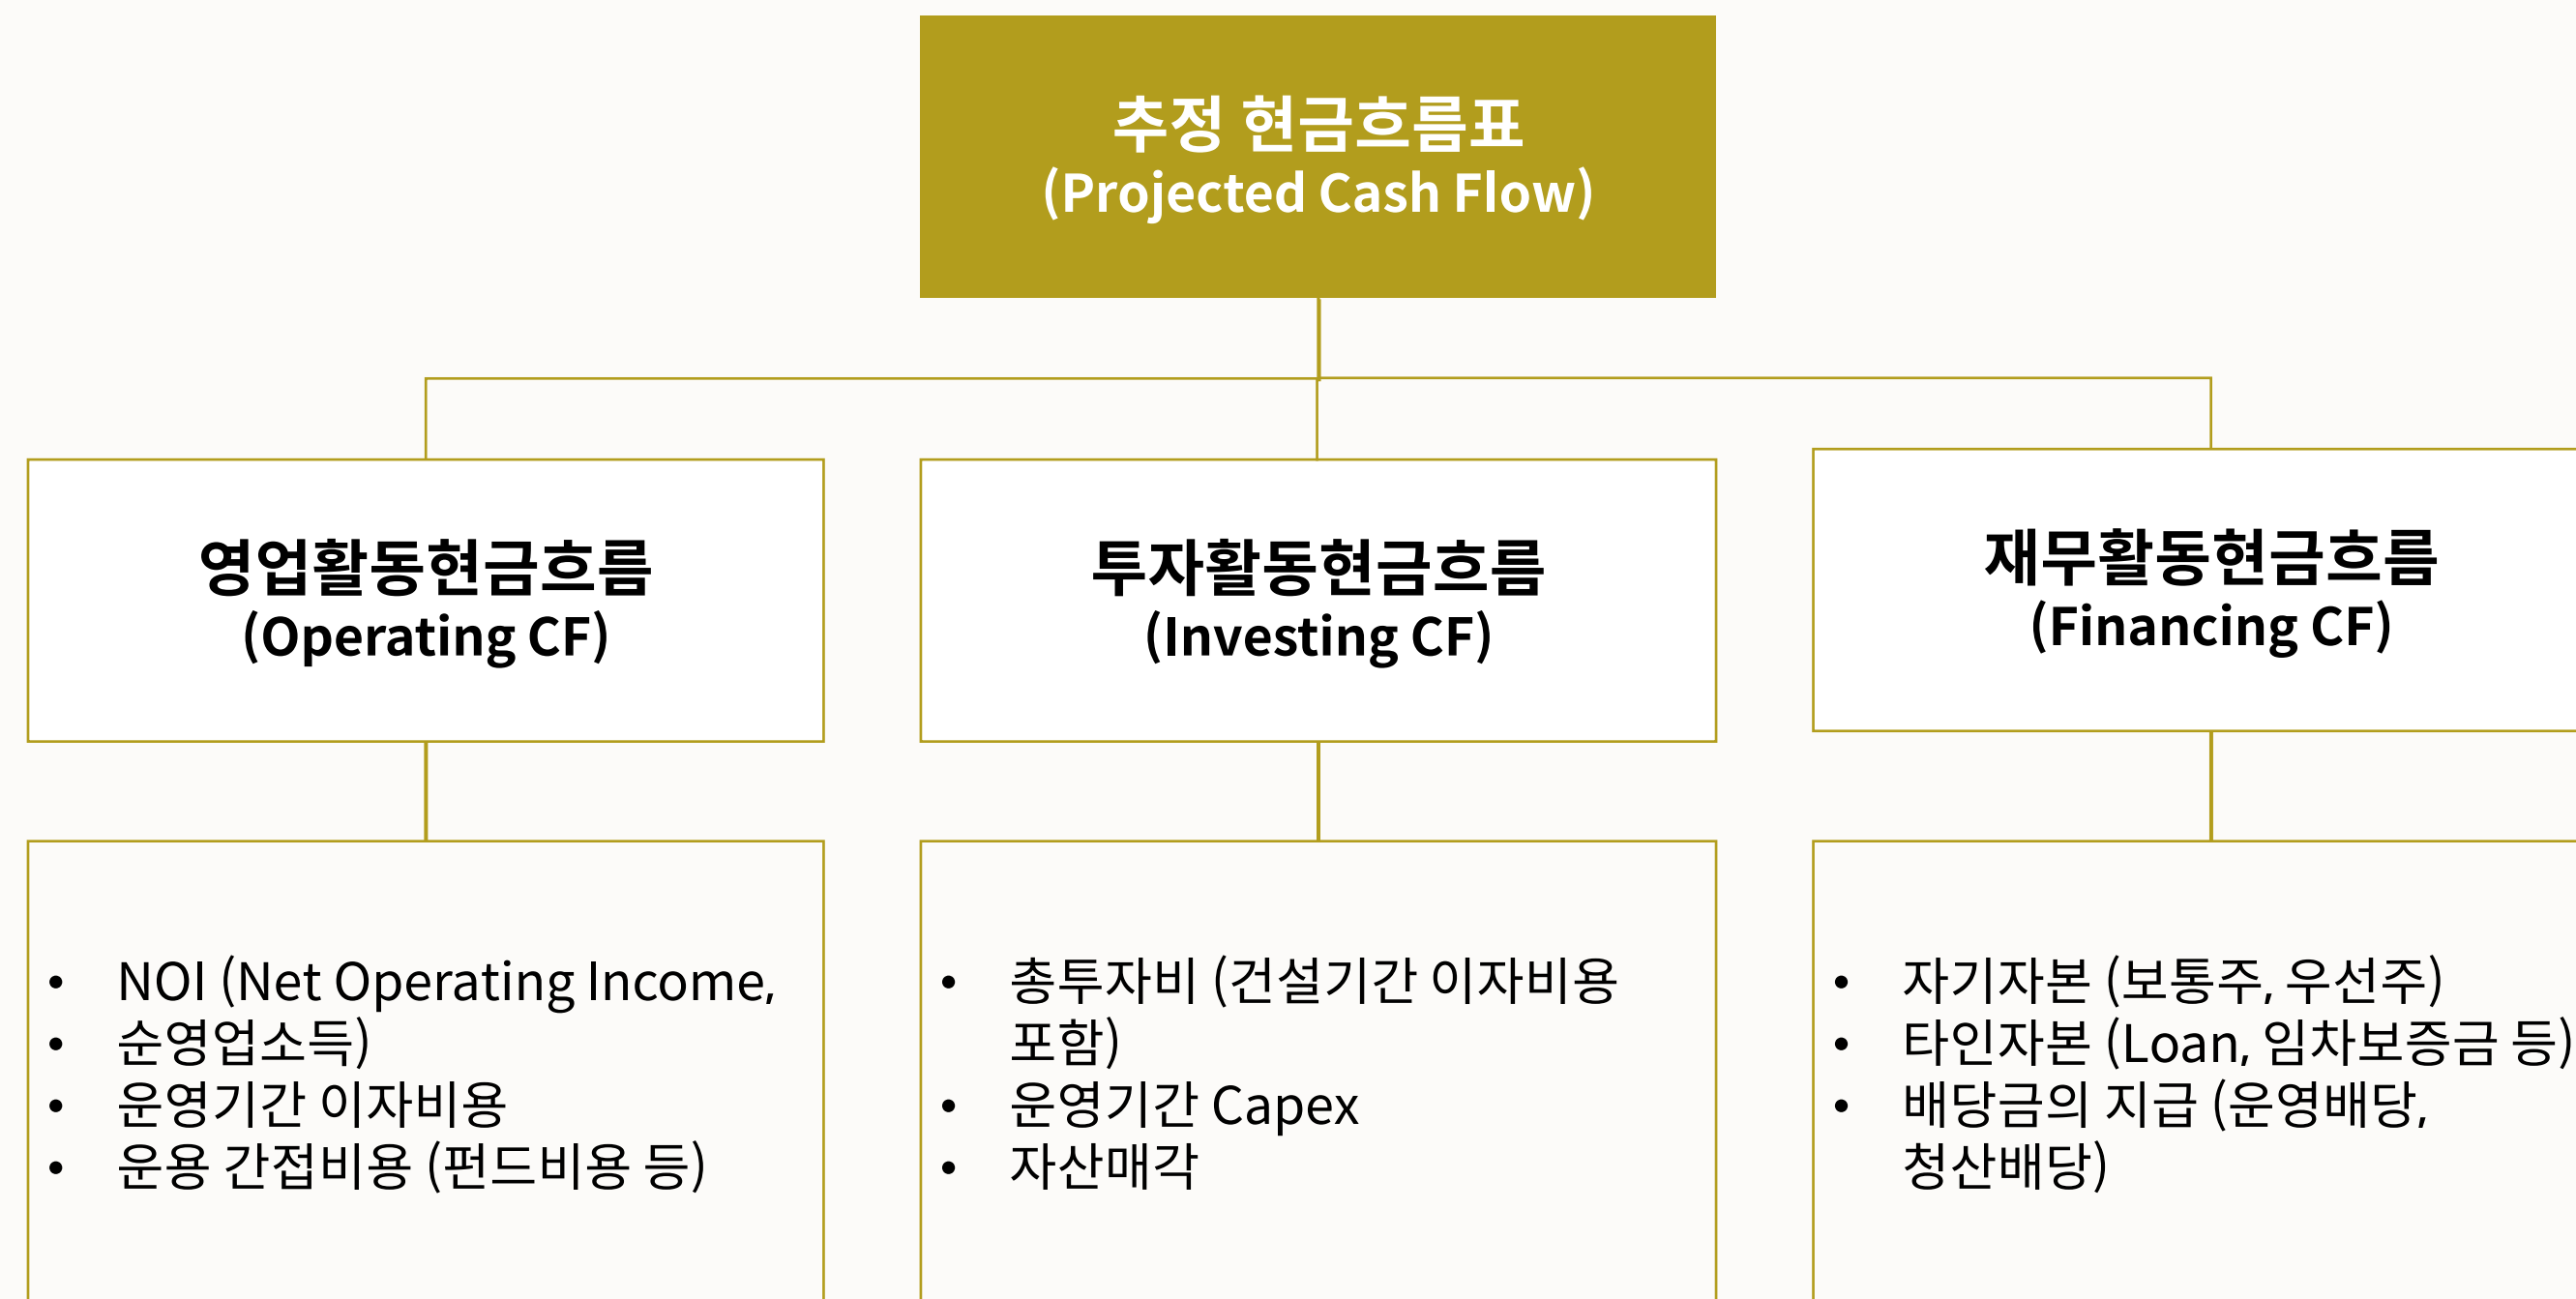 추정 현금흐름표
(Projected Cash Flow)
영업활동현금흐름
(Operating CF)
투자활동현금흐름
(Investing CF)
재무활동현금흐름
(Financing CF)
• NOI (Net Operating Income,
• 순영업소득)
• 운영기간 이자비용
• 운용 간접비용 (펀드비용 등)
• 총투자비 (건설기간 이자비용
포함)
• 운영기간 Capex
• 자산매각
• 자기자본 (보통주, 우선주)
• 타인자본 (Loan, 임차보증금 등)
• 배당금의 지급 (운영배당,
청산배당)